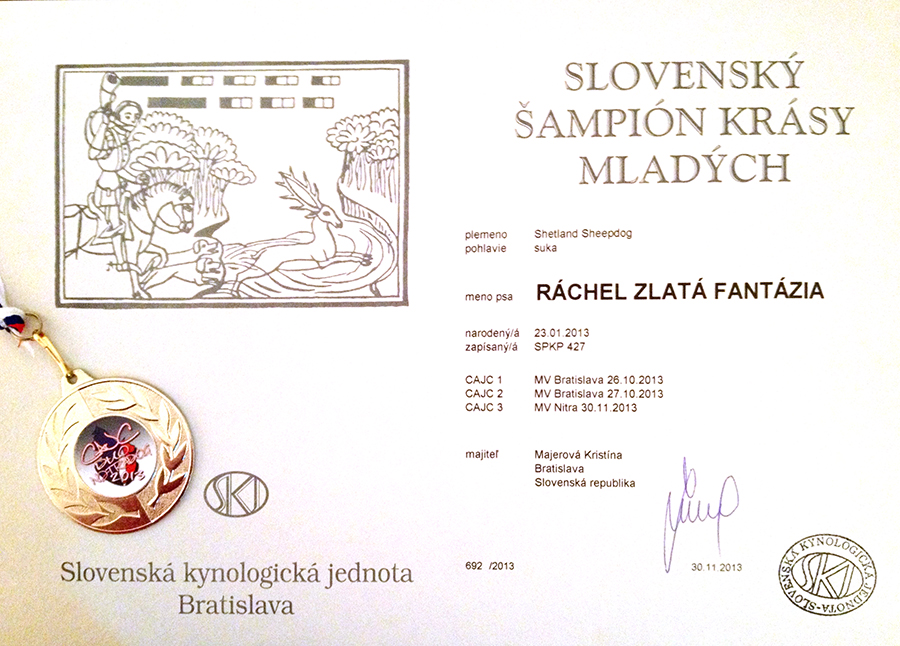 SLOVENSKÝ
ŠAMPIÓN KRÁSY
MLADÝCH
plemeno Shetland Sheepdog
pohlavie suka
meno psa RÁCHEL ZLATÁ FANTÁZIA
narodený/á 23.01.2013
zapísaný/á SPKP 427
CAJC 1 MV Bratislava 26.10.2013
CAJC 2 MV Bratislava 27.10.2013
CAJC 3 MV Nitra 30.11.2013
majiteľ Majerová Kristína
Bratislava
Slovenská republika
692 /2013 30.11.2013
SLOVENSKÁ KYNOLOGICKÁ JEDNOTA
SKJ
CAJC
DUO
2013
SKJ
Slovenská kynologická jednota
Bratislava